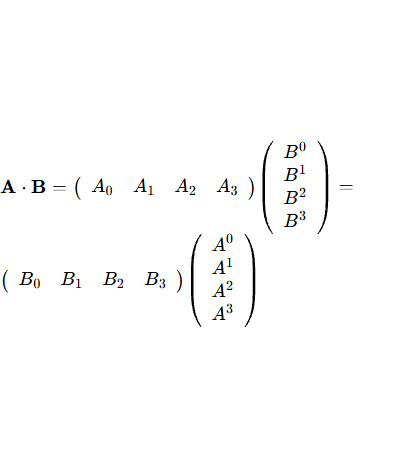 𝐀 · 𝐁 = ( A₀ A₁ A₂ A₃ ) ( B⁰ B¹ B² B³ ) =
( B₀ B₁ B₂ B₃ ) ( A⁰ A¹ A² A³ )